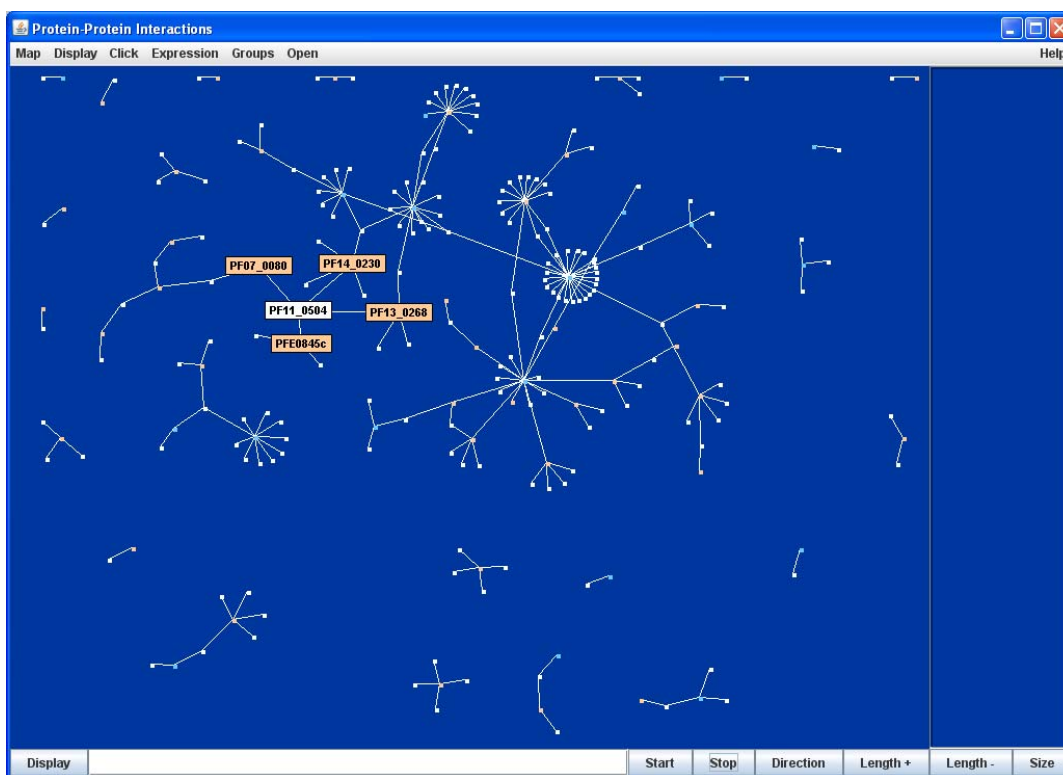 Protein-Protein Interactions
Map Display Click Expression Groups Open Help
PF07_0080
PF14_0230
PF11_0504
PF13_0268
PFE0845c
Display Start Stop Direction Length + Length - Size